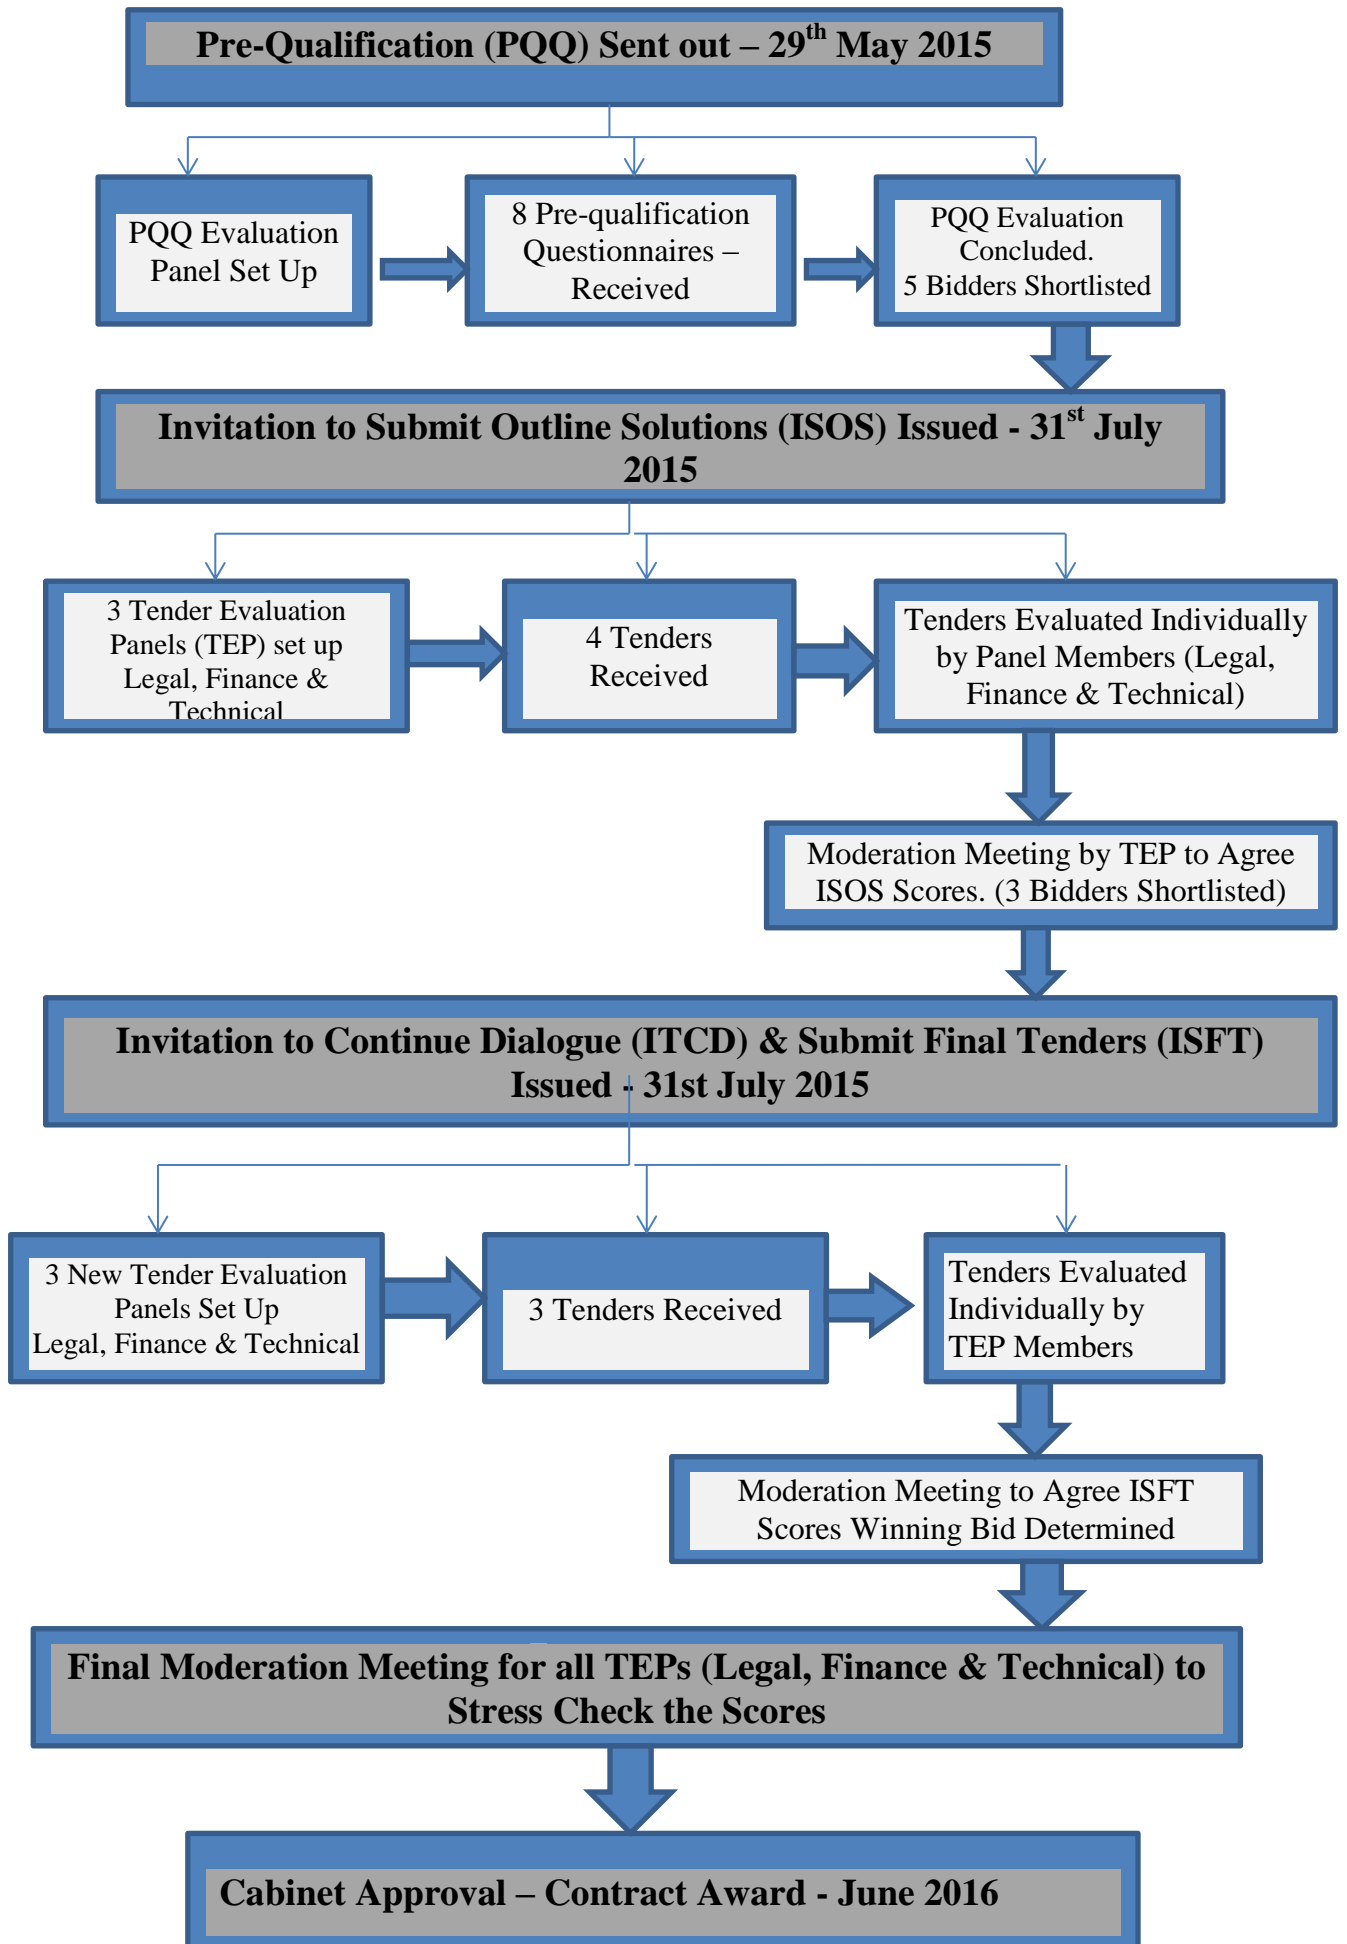 Pre-Qualification (PQQ) Sent out – 29th May 2015
PQQ Evaluation
Panel Set Up
8 Pre-qualification
Questionnaires –
Received
PQQ Evaluation
Concluded.
5 Bidders Shortlisted
Invitation to Submit Outline Solutions (ISOS) Issued - 31st July
2015
3 Tender Evaluation
Panels (TEP) set up
Legal, Finance &
Technical
4 Tenders
Received
Tenders Evaluated Individually
by Panel Members (Legal,
Finance & Technical)
Moderation Meeting by TEP to Agree
ISOS Scores. (3 Bidders Shortlisted)
Invitation to Continue Dialogue (ITCD) & Submit Final Tenders (ISFT)
Issued - 31st July 2015
3 New Tender Evaluation
Panels Set Up
Legal, Finance & Technical
3 Tenders Received
Tenders Evaluated
Individually by
TEP Members
Moderation Meeting to Agree ISFT
Scores Winning Bid Determined
Final Moderation Meeting for all TEPs (Legal, Finance & Technical) to
Stress Check the Scores
Cabinet Approval – Contract Award - June 2016